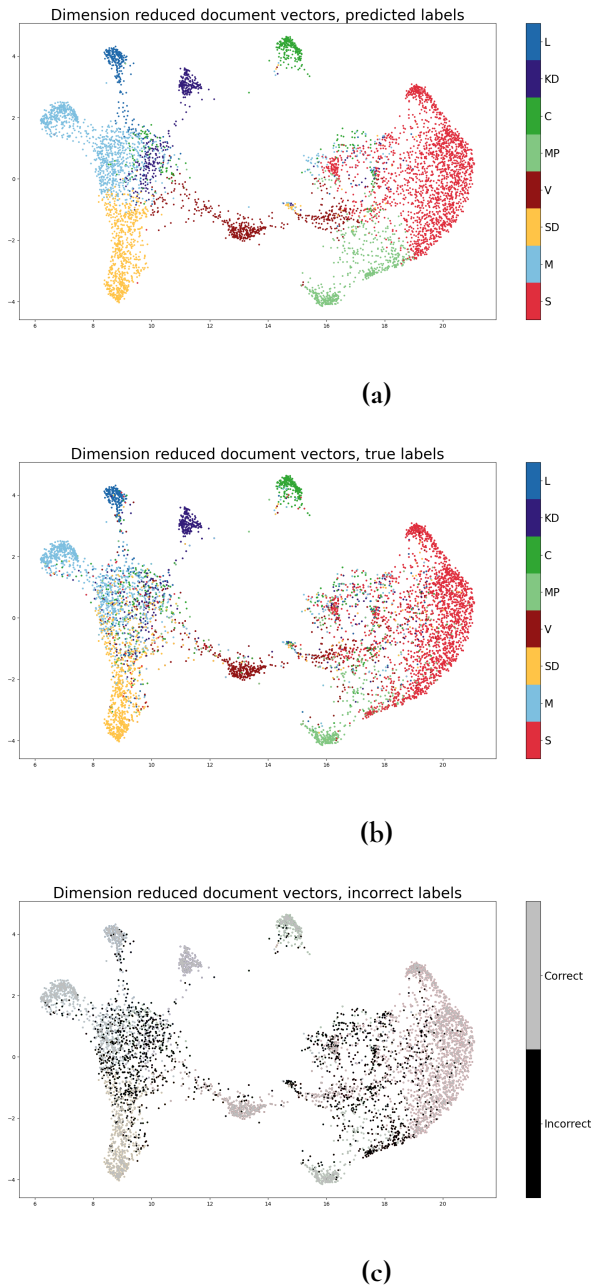 Dimension reduced document vectors, predicted labels
4
2
0
−2
−4
6 8 10 12 14 16 18 20
L
KD
C
MP
V
SD
M
S
(a)
Dimension reduced document vectors, true labels
4
2
0
−2
−4
6 8 10 12 14 16 18 20
L
KD
C
MP
V
SD
M
S
(b)
Dimension reduced document vectors, incorrect labels
4
2
0
−2
−4
6 8 10 12 14 16 18 20
Correct
Incorrect
(c)